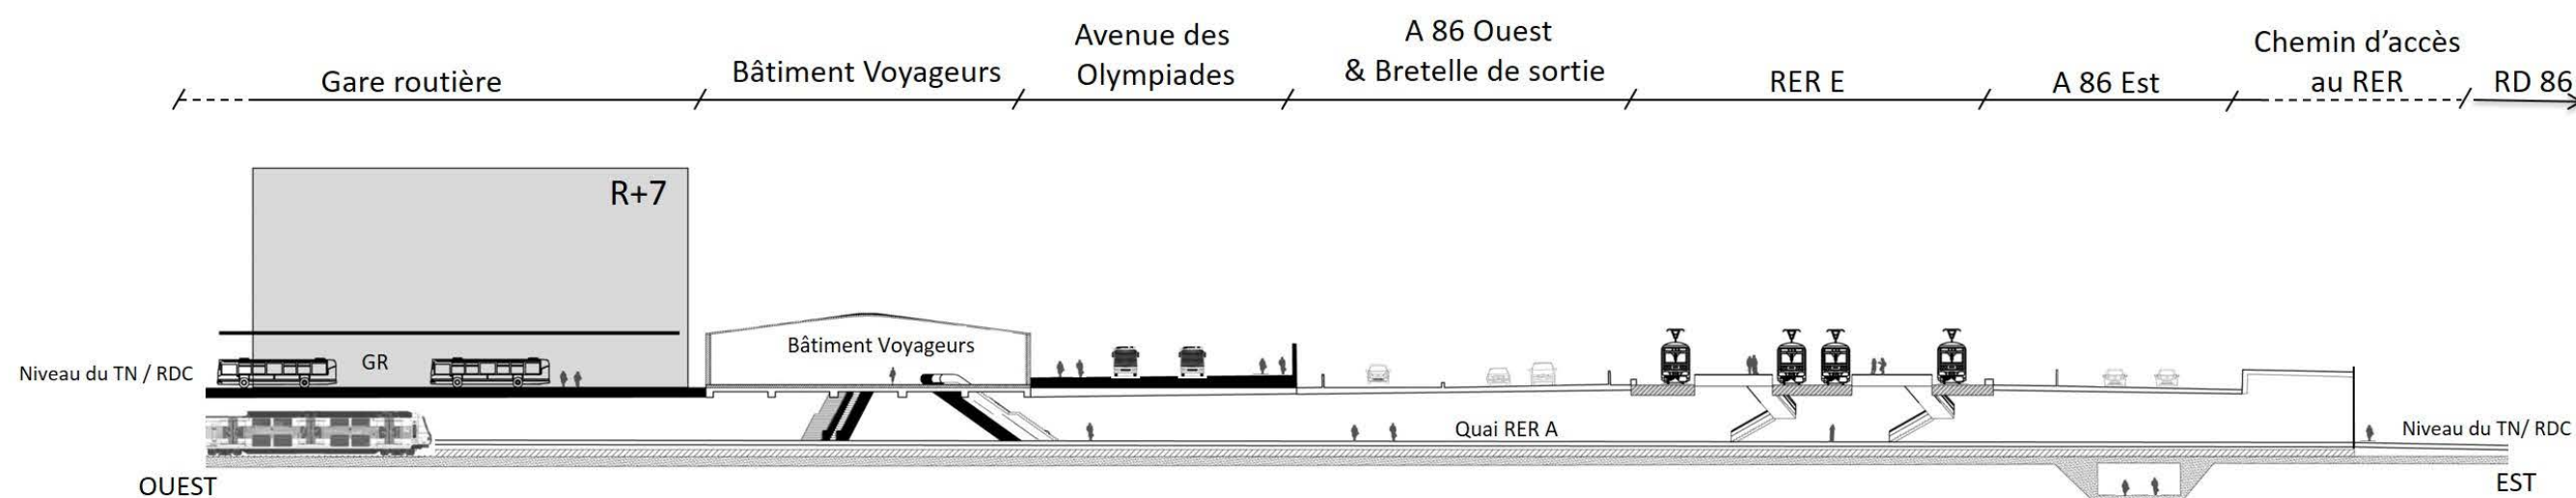 Gare routière
Bâtiment Voyageurs
Avenue des
Olympiades
A 86 Ouest
& Bretelle de sortie
RER E
A 86 Est
Chemin d’accès
au RER
RD 86
R+7
GR
Bâtiment Voyageurs
Niveau du TN / RDC
Quai RER A
Niveau du TN/ RDC
OUEST
EST